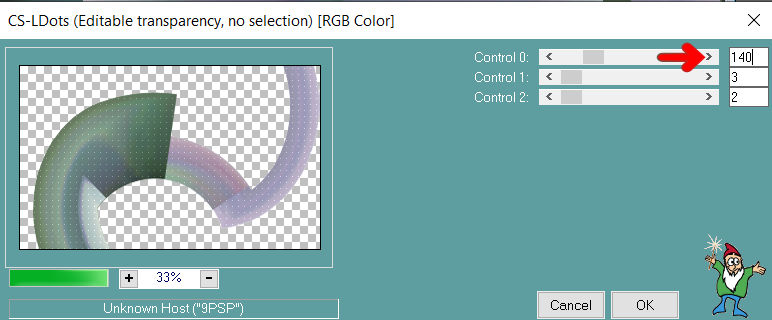 CS-LDots (Editable transparency, no selection) [RGB Color]
Control 0: 140
Control 1: 3
Control 2: 2
+ 33% -
Unknown Host ("9PSP")
Cancel OK